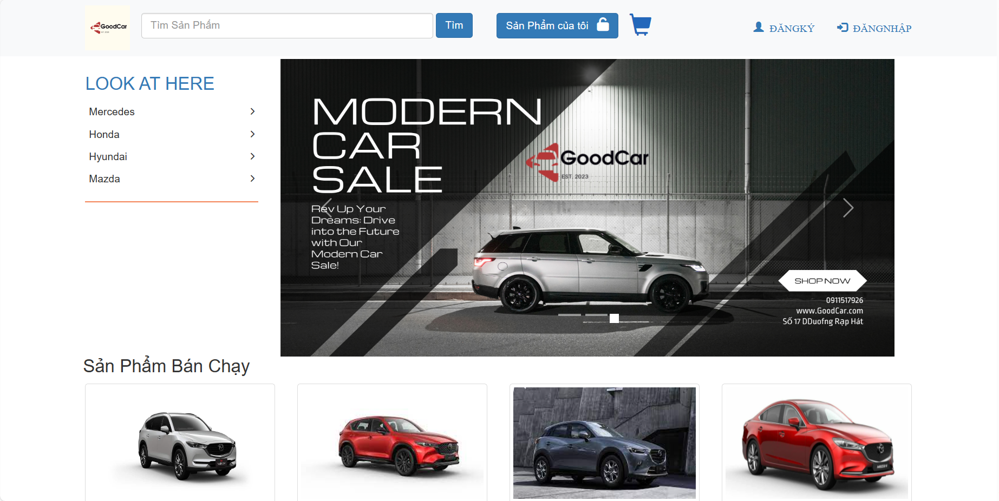 GoodCar
EST. 2023
Tìm Sản Phẩm
Tìm
Sản Phẩm của tôi
ĐĂNGKÝ
ĐĂNGNHẬP
LOOK AT HERE
Mercedes
Honda
Hyundai
Mazda
MODERN
CAR
SALE
GoodCar
EST. 2023
Rev Up Your
Dreams: Drive
into the Future
with Our
Modern Car
Sale!
SHOP NOW
0911517926
www.GoodCar.com
Số 17 DDuofng Rạp Hát
Sản Phẩm Bán Chạy